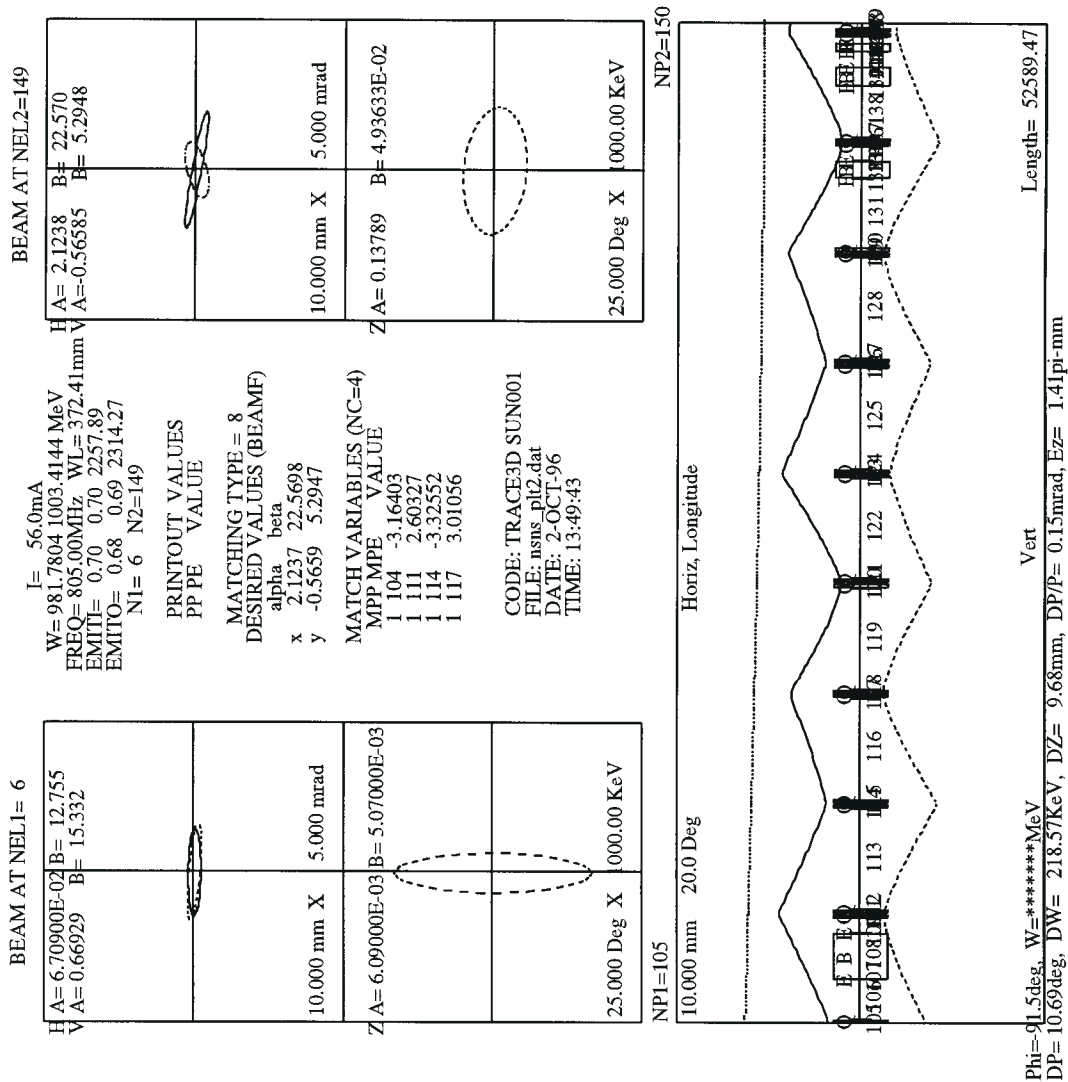 BEAM AT NEL1= 6
H A= 6.70900E-02 B= 12.755
V A= 0.66929 B= 15.332
10.000 mm X 5.000 mrad
Z A= 6.09000E-03 B= 5.07000E-03
25.000 Deg X 1000.00 KeV
I= 56.0mA
W= 981.7804 1003.4144 MeV
FREQ= 805.00MHz WL= 372.41mm
EMITI= 0.70 0.70 2257.89
EMITO= 0.68 0.69 2314.27
N1= 6 N2=149
PRINTOUT VALUES
PP PE VALUE
MATCHING TYPE = 8
DESIRED VALUES (BEAMF)
alpha beta
x 2.1237 22.5698
y -0.5659 5.2947
MATCH VARIABLES (NC=4)
MPP MPE VALUE
1 104 -3.16403
1 111 2.60327
1 114 -3.32552
1 117 3.01056
CODE: TRACE3D SUN001
FILE: nsns_plt2.dat
DATE: 2-OCT-96
TIME: 13:49:43
BEAM AT NEL2=149
H A= 2.1238 B= 22.570
V A=-0.56585 B= 5.2948
10.000 mm X 5.000 mrad
Z A= 0.13789 B= 4.93633E-02
25.000 Deg X 1000.00 KeV
NP1=105 NP2=150
10.000 mm 20.0 Deg Horiz, Longitude
E B E
113 116 119 122 125 128 131 138
Vert Length= 52589.47
Phi=-91.5deg, W=********MeV
DP= 10.69deg, DW= 218.57KeV, DZ= 9.68mm, DP/P= 0.15mrad, Ez= 1.41pi-mm